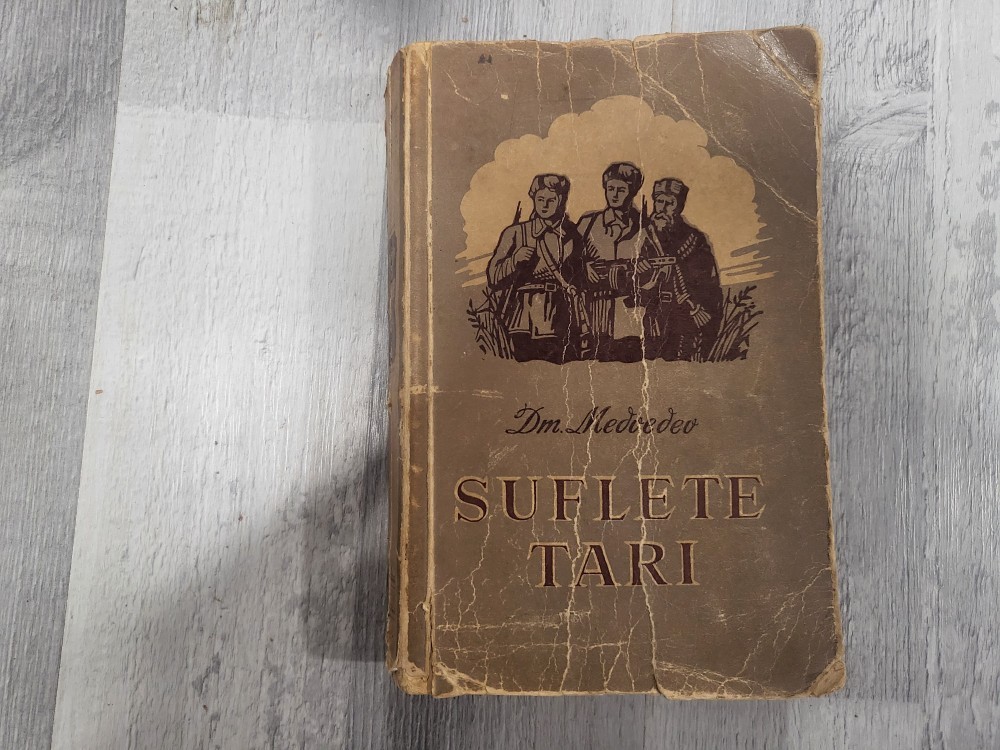 Dm. Medvedev
SUFLETE
TARI